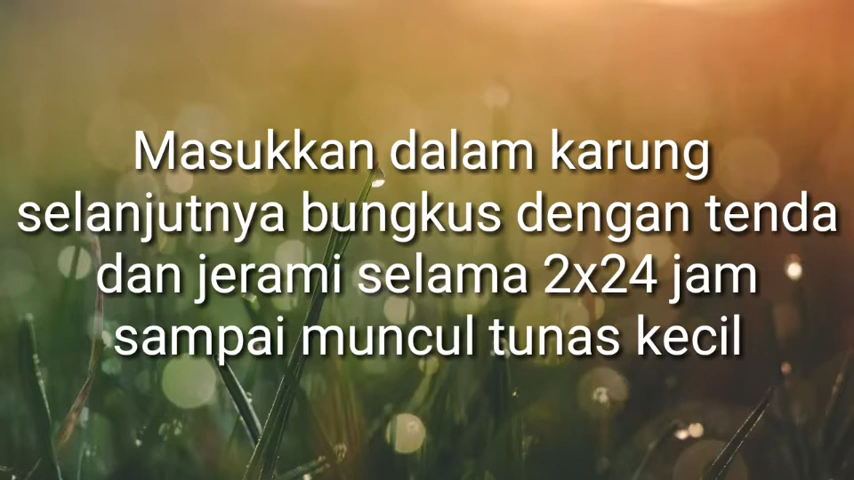 Masukkan dalam karung
selanjutnya bungkus dengan tenda
dan jerami selama 2x24 jam
sampai muncul tunas kecil